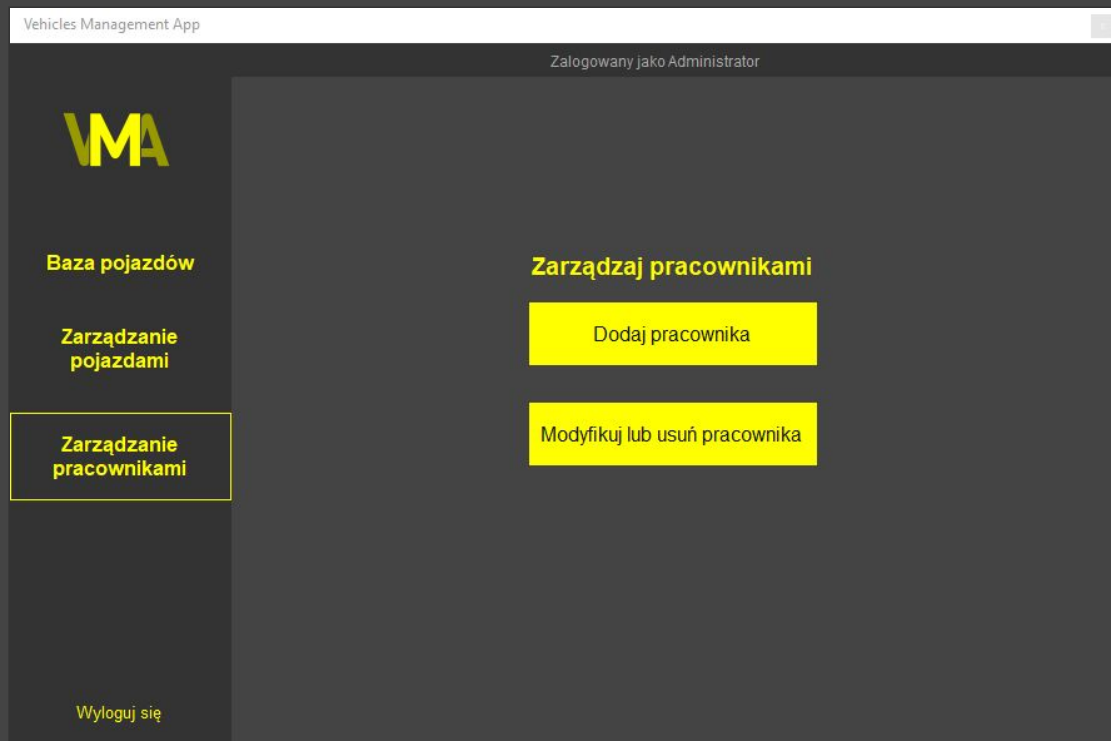 Vehicles Management App
Zalogowany jako Administrator
VMA
Baza pojazdów
Zarządzanie
pojazdami
Zarządzanie
pracownikami
Wyloguj się
Zarządzaj pracownikami
Dodaj pracownika
Modyfikuj lub usuń pracownika